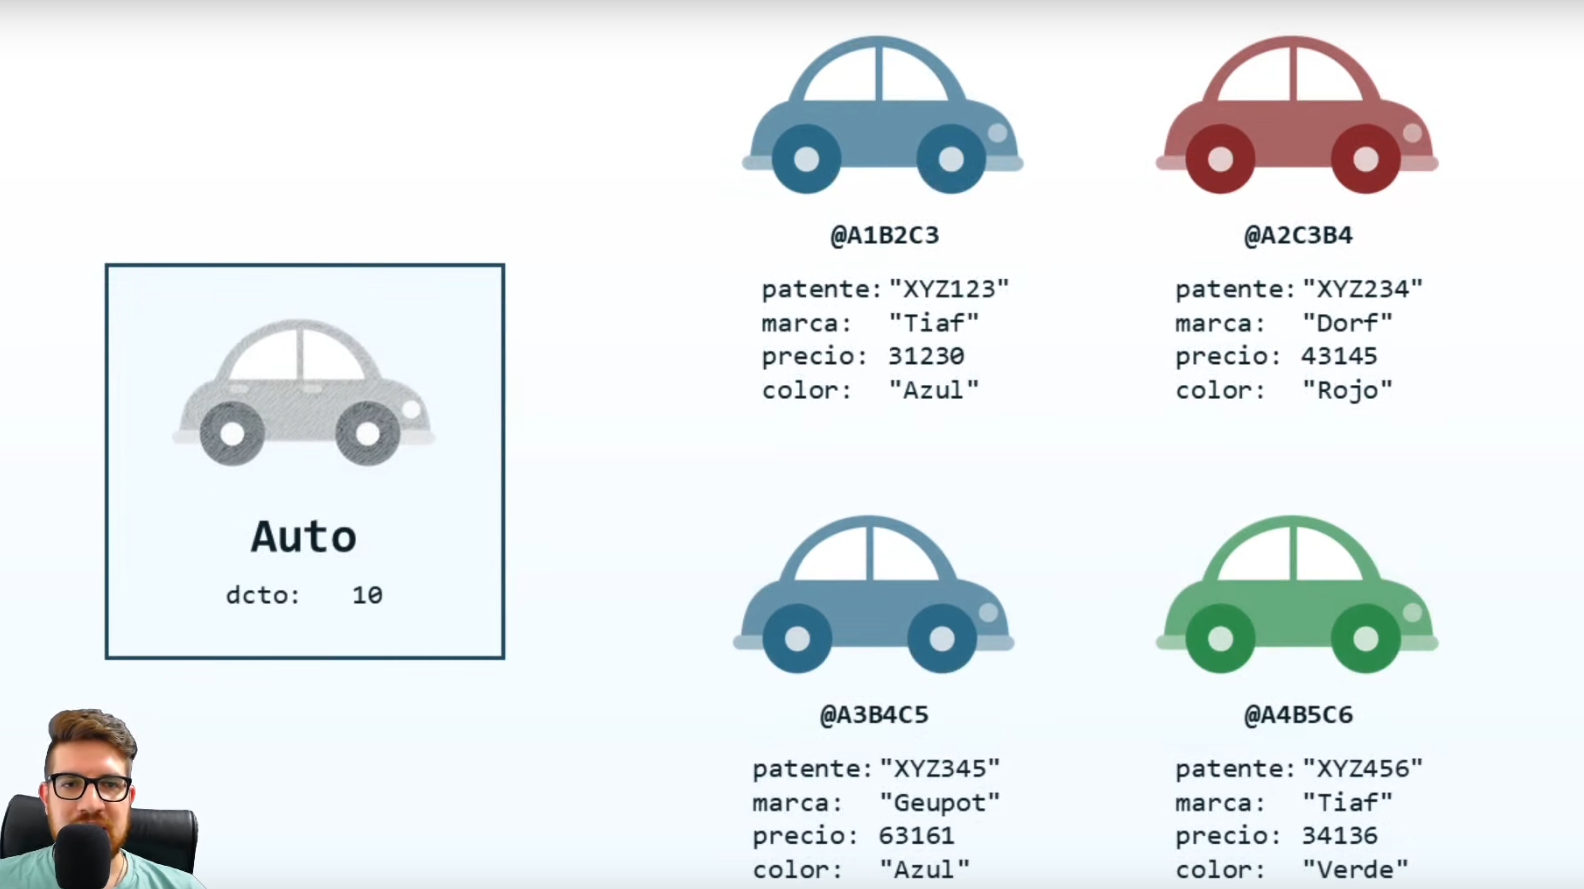 Auto
dcto: 10
@A1B2C3
patente: "XYZ123"
marca: "Tiaf"
precio: 31230
color: "Azul"
@A2C3B4
patente: "XYZ234"
marca: "Dorf"
precio: 43145
color: "Rojo"
@A3B4C5
patente: "XYZ345"
marca: "Geupot"
precio: 63161
color: "Azul"
@A4B5C6
patente: "XYZ456"
marca: "Tiaf"
precio: 34136
color: "Verde"